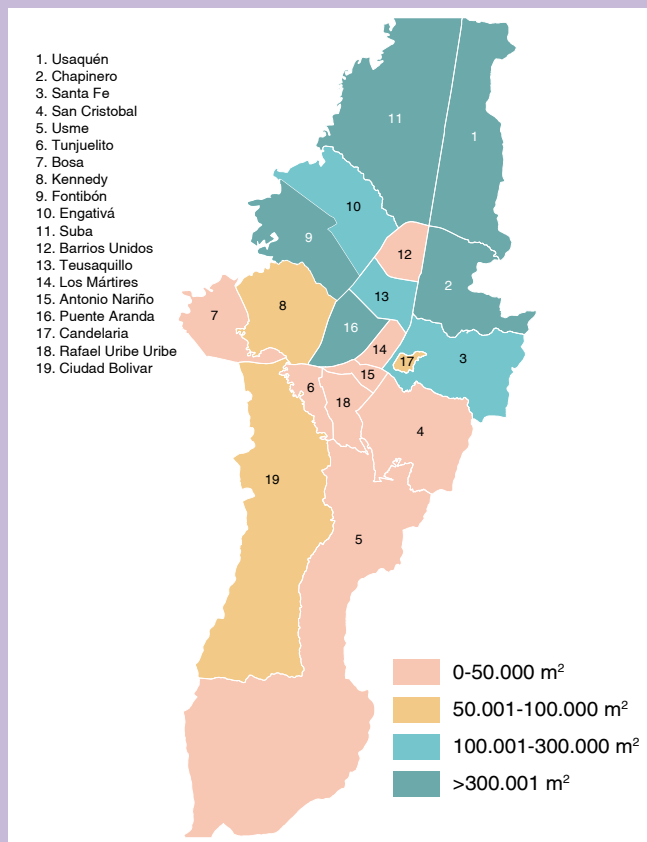 1. Usaquén
2. Chapinero
3. Santa Fe
4. San Cristobal
5. Usme
6. Tunjuelito
7. Bosa
8. Kennedy
9. Fontibón
10. Engativá
11. Suba
12. Barrios Unidos
13. Teusaquillo
14. Los Mártires
15. Antonio Nariño
16. Puente Aranda
17. Candelaria
18. Rafael Uribe Uribe
19. Ciudad Bolivar
11
1
10
9
12
2
13
8
7
16
14
17
3
15
6
18
4
19
5
0-50.000 m²
50.001-100.000 m²
100.001-300.000 m²
>300.001 m²